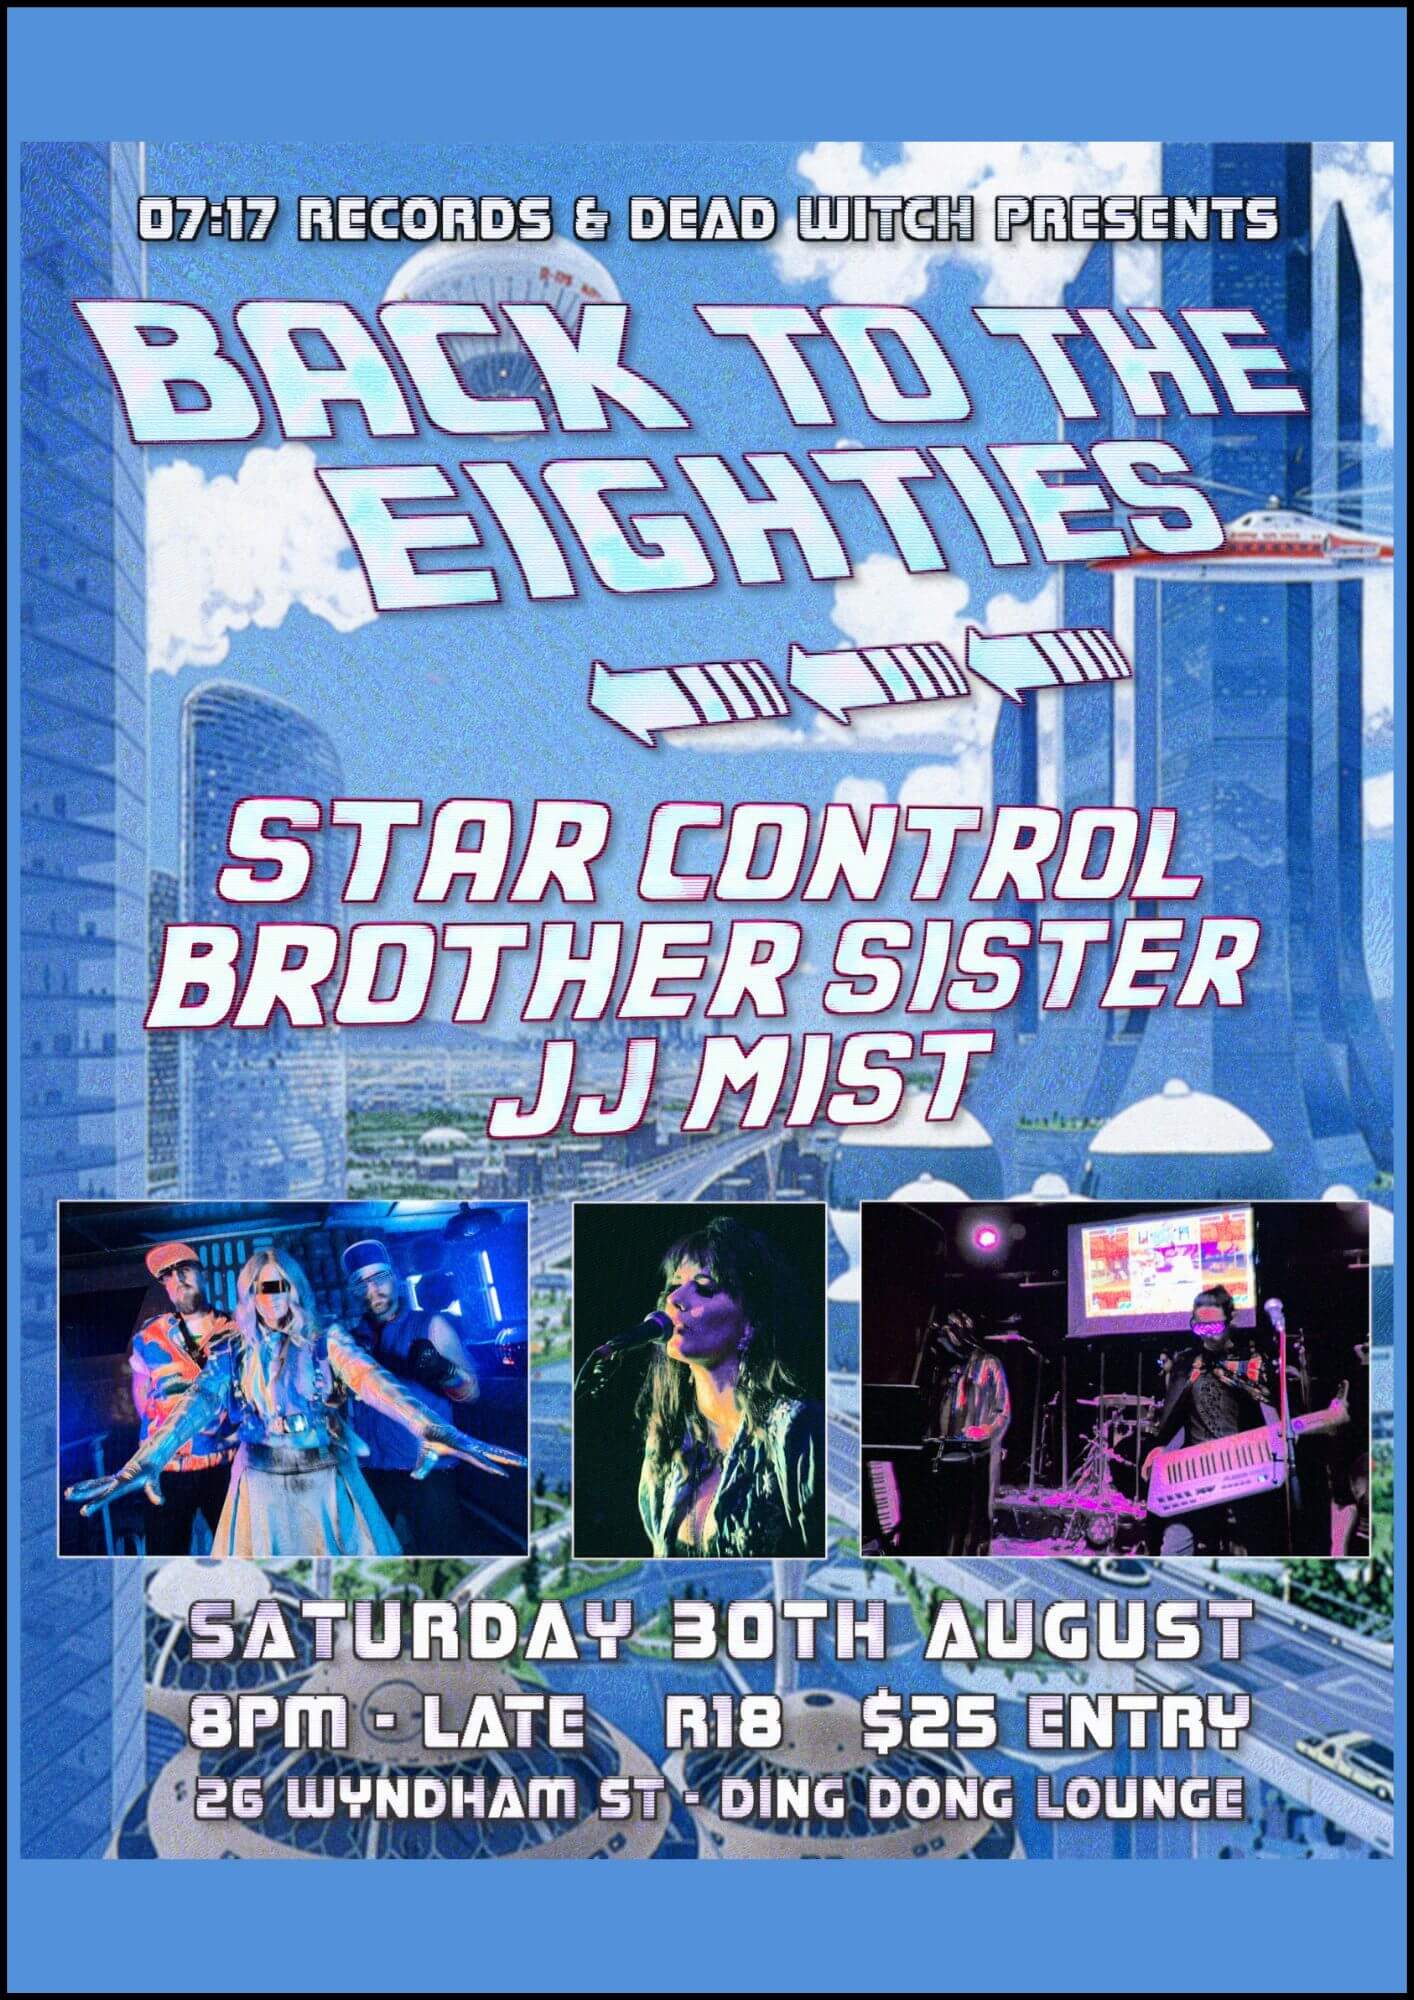 07:17 RECORDS & DEAD WITCH PRESENTS
BACK TO THE
EIGHTIES
STAR CONTROL
BROTHER SISTER
JJ MIST
SATURDAY 30TH AUGUST
8PM - LATE R18 $25 ENTRY
26 WYNDHAM ST - DING DONG LOUNGE